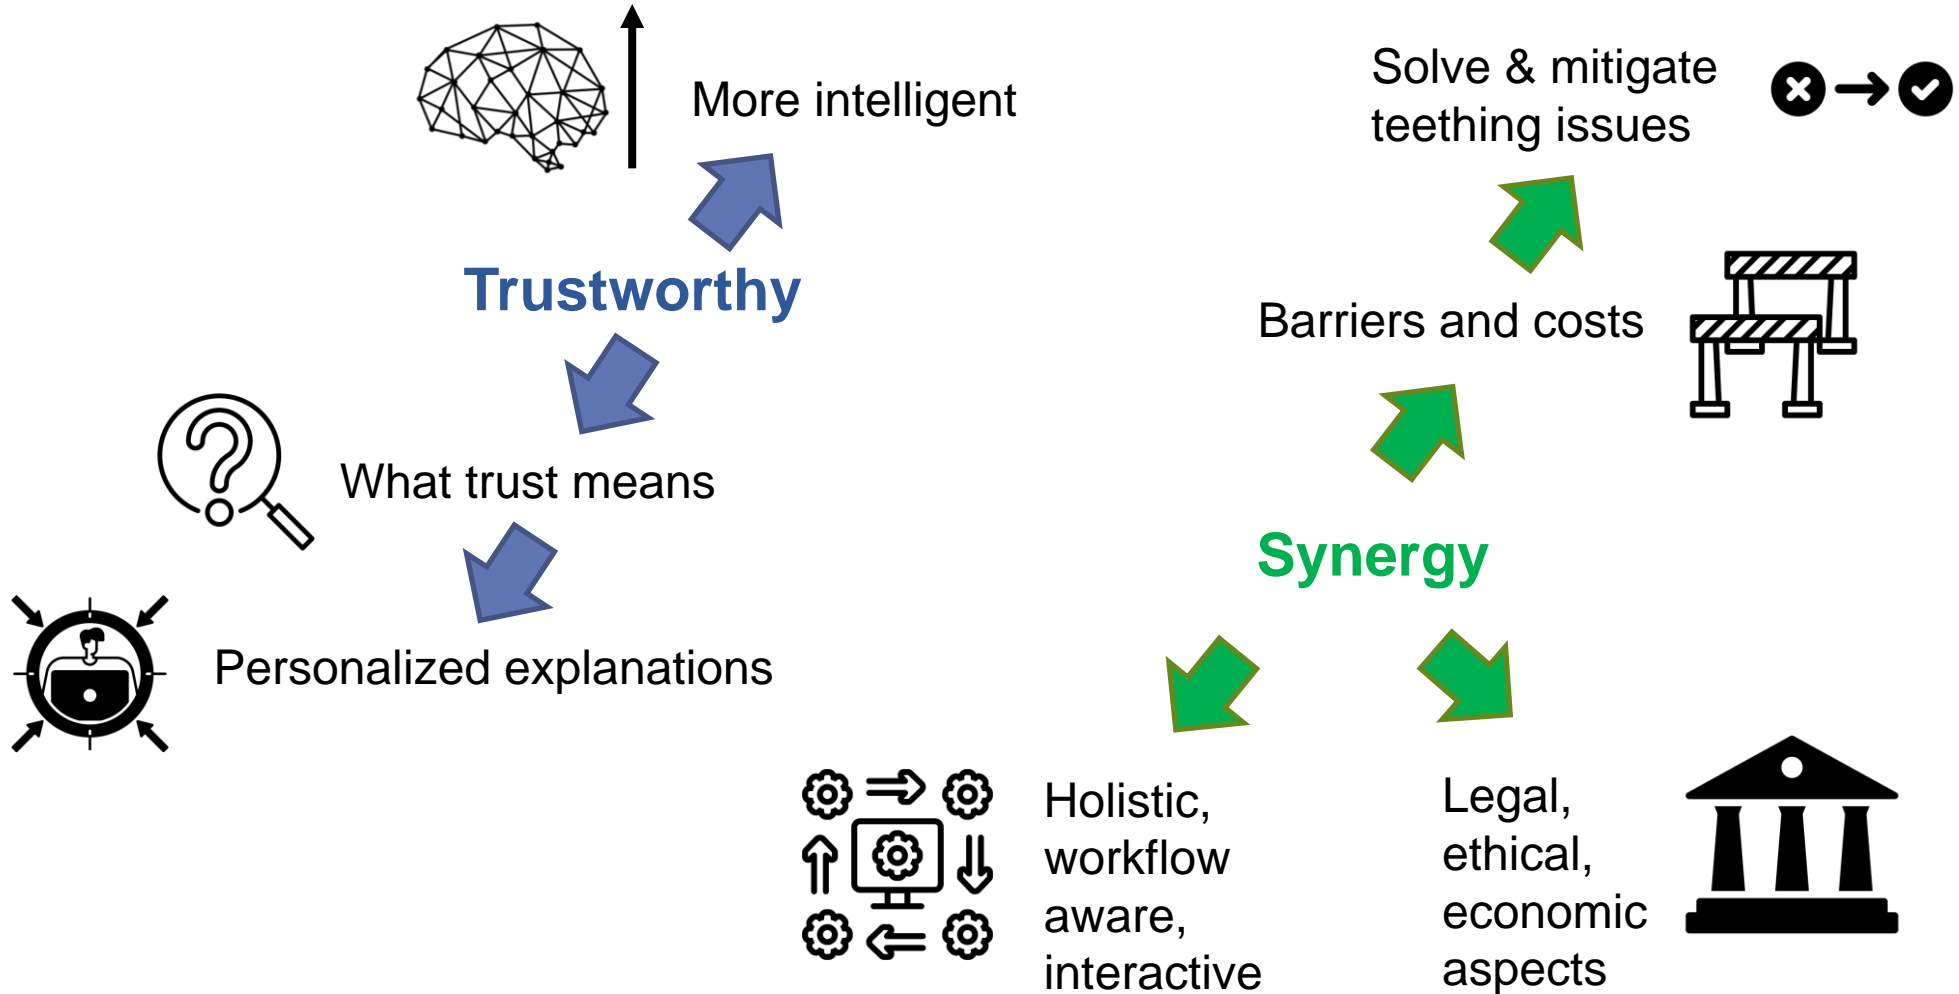 More intelligent
Trustworthy
What trust means
Personalized explanations
Solve & mitigate
teething issues
Barriers and costs
Synergy
Holistic,
workflow
aware,
interactive
Legal,
ethical,
economic
aspects